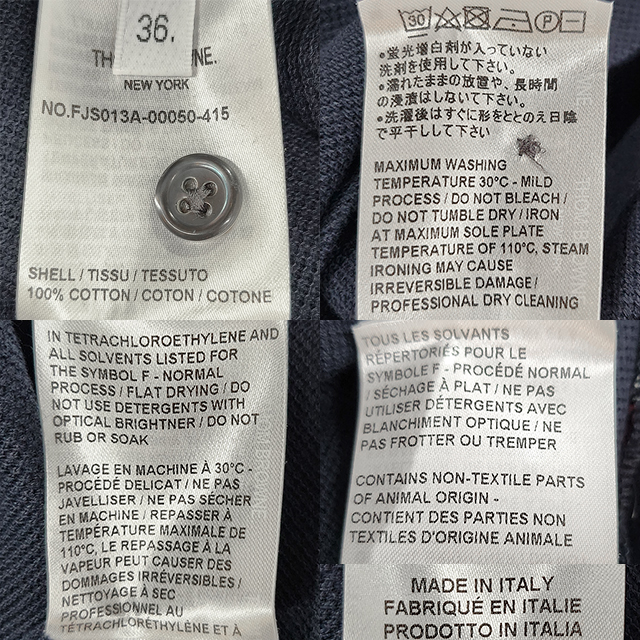 36.
NEW YORK
NO.FJS013A-00050-415
SHELL / TISSU / TESSUTO
100% COTTON / COTON / COTONE
30
P
•蛍光増白剤が入っていない
洗剤を使用して下さい。
•濡れたままの放置や、長時間
の浸漬はしないで下さい。
•洗濯後はすぐに形をととのえ日陰
で平干しして下さい。
MAXIMUM WASHING
TEMPERATURE 30°C - MILD
PROCESS / DO NOT BLEACH /
DO NOT TUMBLE DRY / IRON
AT MAXIMUM SOLE PLATE
TEMPERATURE OF 110°C, STEAM
IRONING MAY CAUSE
IRREVERSIBLE DAMAGE /
PROFESSIONAL DRY CLEANING
IN TETRACHLOROETHYLENE AND
ALL SOLVENTS LISTED FOR
THE SYMBOL F - NORMAL
PROCESS / FLAT DRYING / DO
NOT USE DETERGENTS WITH
OPTICAL BRIGHTNER / DO NOT
RUB OR SOAK
LAVAGE EN MACHINE À 30°C -
PROCÉDÉ DELICAT / NE PAS
JAVELLISER / NE PAS SÉCHER
EN MACHINE / REPASSER À
TEMPÉRATURE MAXIMALE DE
110°C, LE REPASSAGE À LA
VAPEUR PEUT CAUSER DES
DOMMAGES IRRÉVERSIBLES /
NETTOYAGE À SEC
PROFESSIONNEL AU
TÉTRACHLORÉTHYLÈNE ET À
TOUS LES SOLVANTS
RÉPERTORIÉS POUR LE
SYMBOLE F - PROCÉDÉ NORMAL
/ SÉCHAGE À PLAT / NE PAS
UTILISER DÉTERGENTS AVEC
BLANCHIMENT OPTIQUE / NE
PAS FROTTER OU TREMPER
CONTAINS NON-TEXTILE PARTS
OF ANIMAL ORIGIN -
CONTIENT DES PARTIES NON
TEXTILES D'ORIGINE ANIMALE
MADE IN ITALY
FABRIQUÉ EN ITALIE
PRODOTTO IN ITALIA